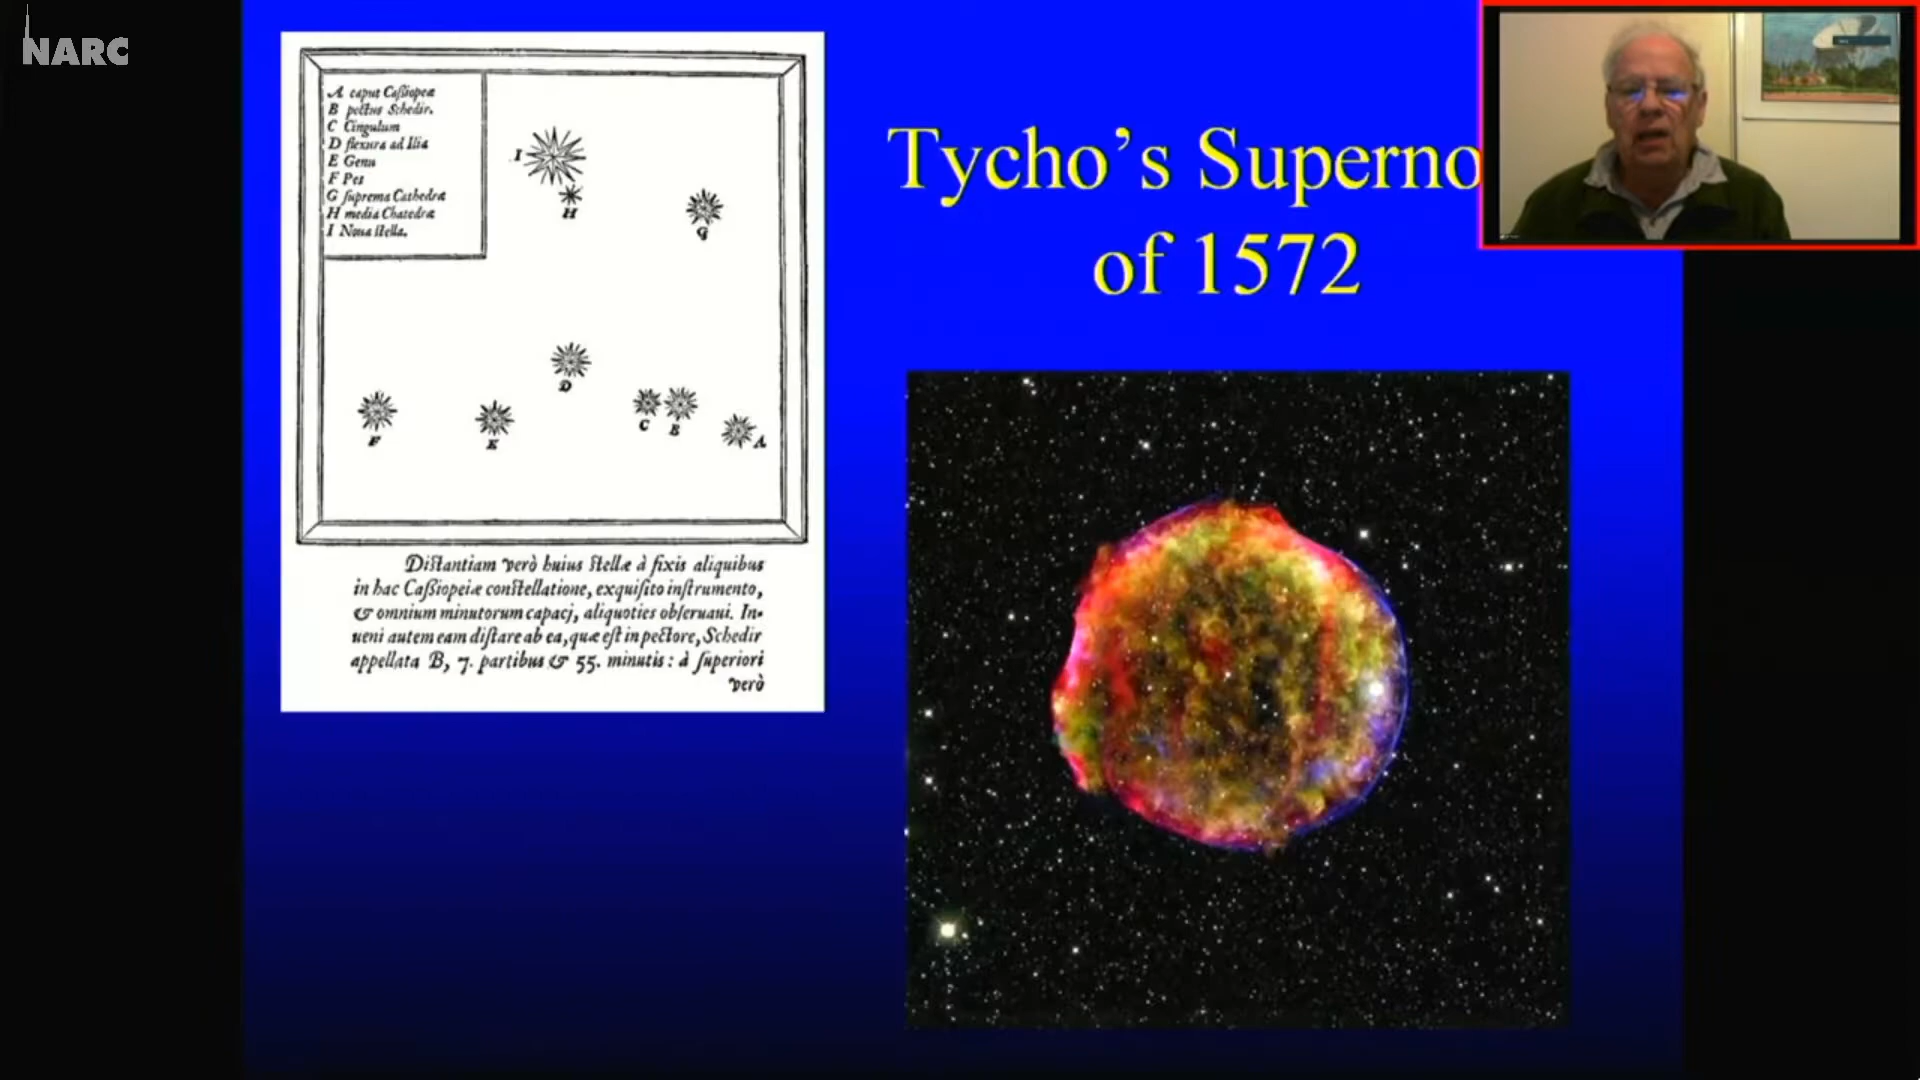 NARC
A caput Caſsiopeæ
B pectus Schedir.
C Cingulum
D flexura ad Ilia
E Genu
F Pes
G ſuprema Cathedræ
H media Chatedræ
I Noua ſtella.
I
H
G
D
F
E
C
B
A
Diſtantiam verò huius ſtellæ à fixis aliquibus
in hac Caſsiopeiæ conſtellatione, exquiſito inſtrumento,
& omnium minutorum capacj, aliquoties obſeruaui. In-
ueni autem eam diſtare ab ea, quæ eſt in pectore, Schedir
appellata B, 7. partibus & 55. minutis: à ſuperiori
verò
Tycho's Superno
of 1572